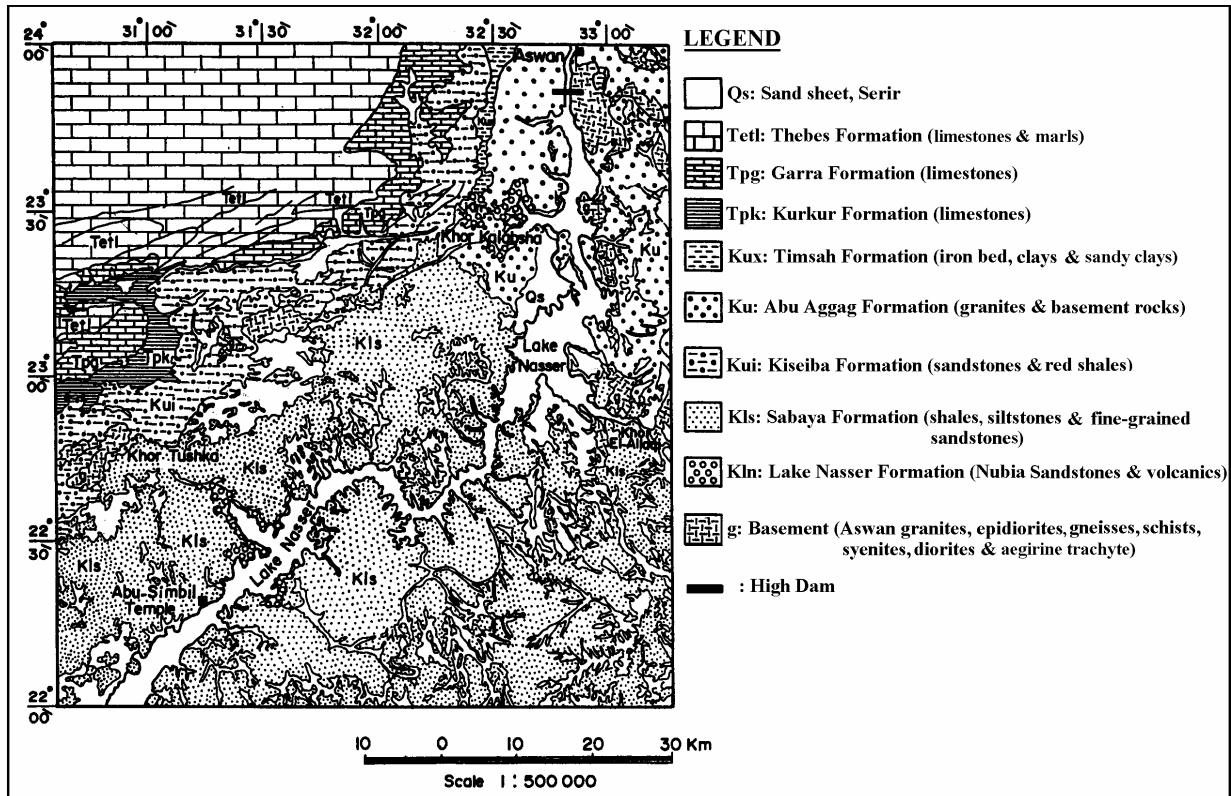 31° 00' 31° 30' 32° 00' 32° 30' 33° 00'
24° 00'
23° 30'
23° 00'
22° 30'
22° 00'
Aswan
Tetl
Tetl
Tpg
Tetl
Khor Kalabsha
Ku
Ku
Qs
Kls
Lake
Nasser
Tpg
Tpk
Kui
Khor
El-Allaqi
Khor Tushka
Kls
Kls
Kls
Kls
Lake Nasser
Kls
Abu-Simbil
Temple
10 0 10 20 30 Km
Scale 1 : 500 000
LEGEND
Qs: Sand sheet, Serir
Tetl: Thebes Formation (limestones & marls)
Tpg: Garra Formation (limestones)
Tpk: Kurkur Formation (limestones)
Kux: Timsah Formation (iron bed, clays & sandy clays)
Ku: Abu Aggag Formation (granites & basement rocks)
Kui: Kiseiba Formation (sandstones & red shales)
Kls: Sabaya Formation (shales, siltstones & fine-grained
sandstones)
Kln: Lake Nasser Formation (Nubia Sandstones & volcanics)
g: Basement (Aswan granites, epidiorites, gneisses, schists,
syenites, diorites & aegirine trachyte)
: High Dam